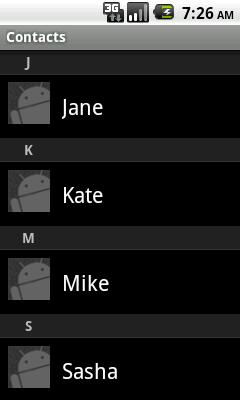 3G 7:26 AM
Contacts
J
Jane
K
Kate
M
Mike
S
Sasha